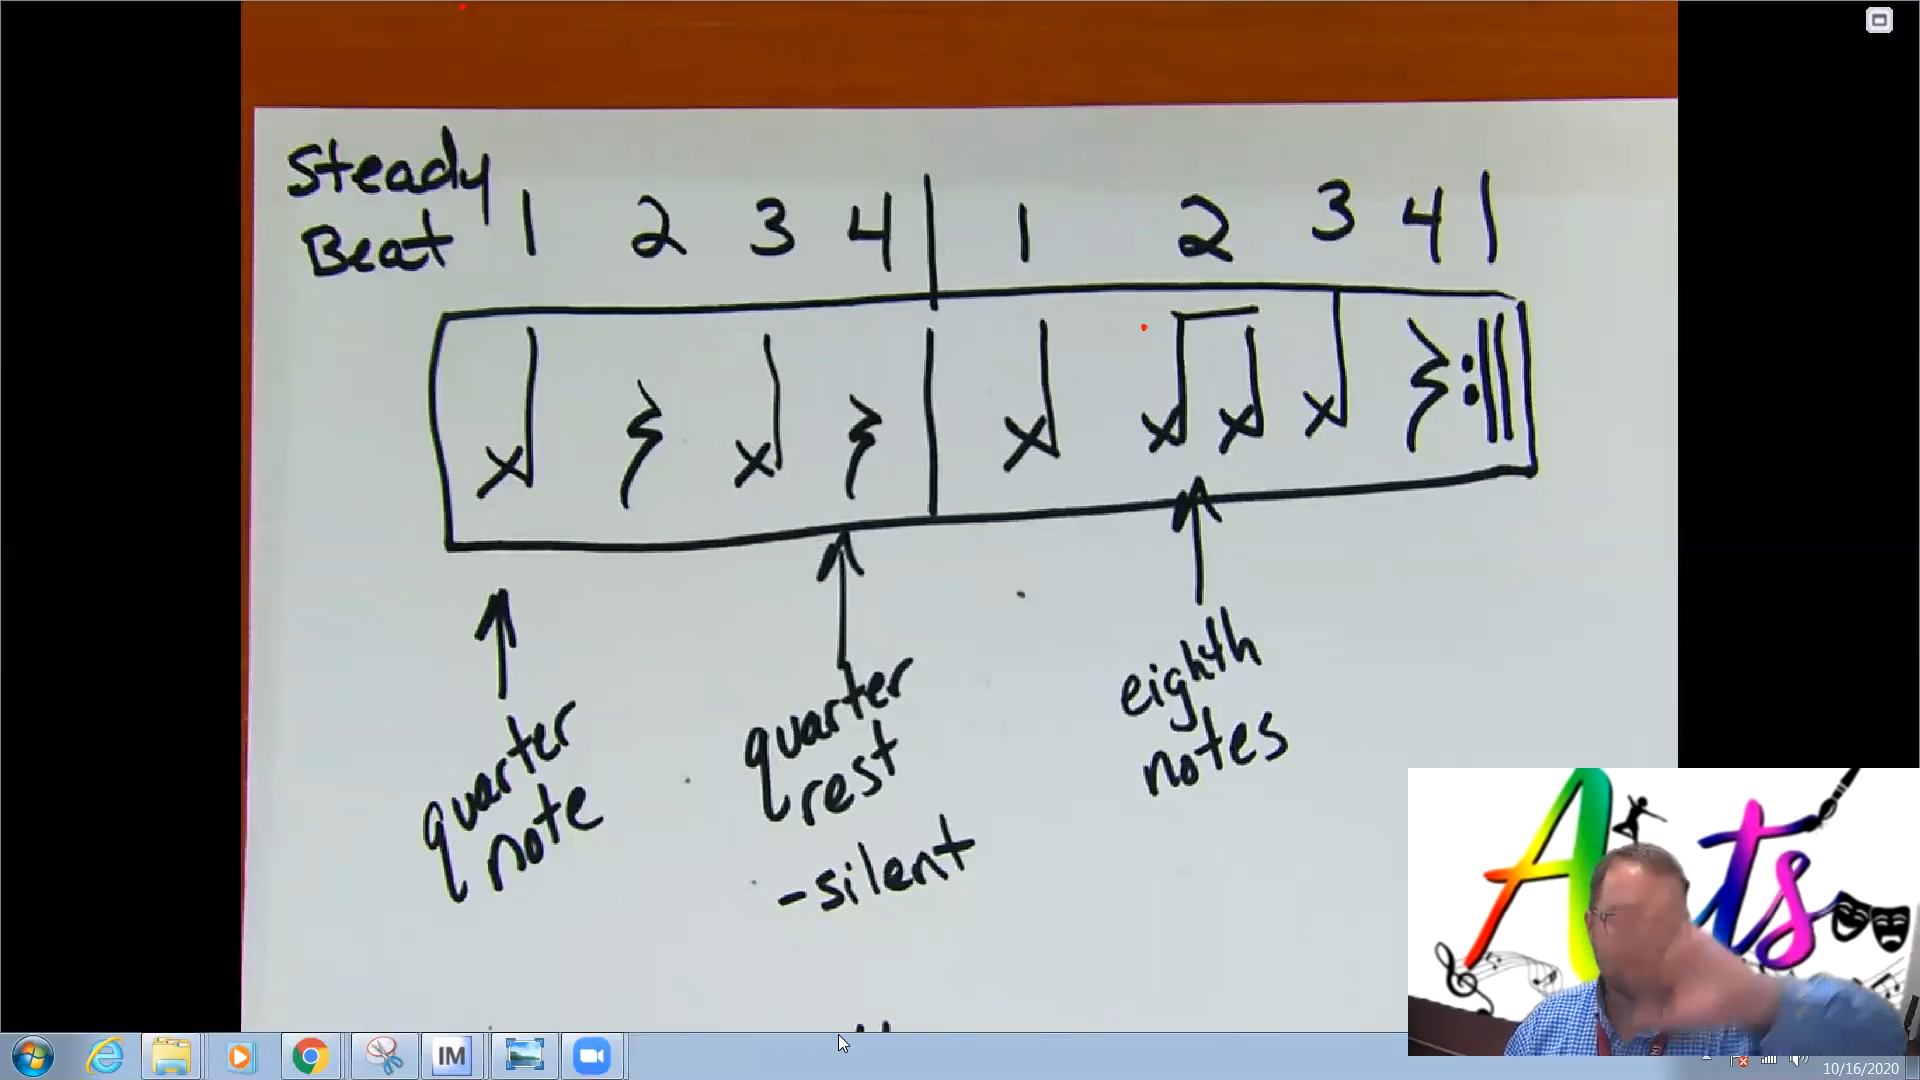 Steady
Beat 1 2 3 4 | 1 2 3 4 |
quarter
note
quarter
rest
-silent
eighth
notes
Arts
IM
10/16/2020